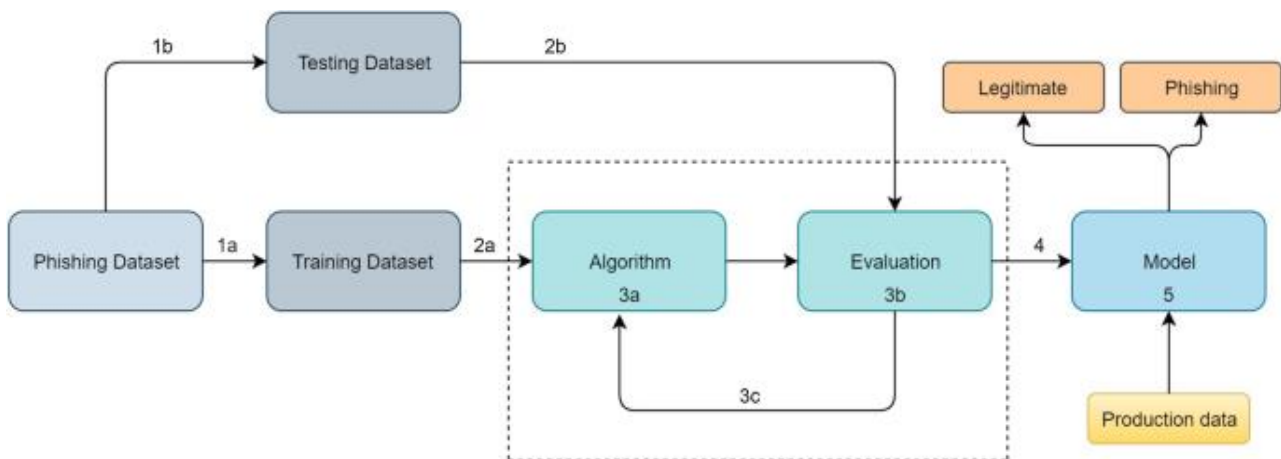 1b
Testing Dataset
2b
Legitimate
Phishing
Phishing Dataset
1a
Training Dataset
2a
Algorithm
3a
Evaluation
3b
4
Model
5
3c
Production data